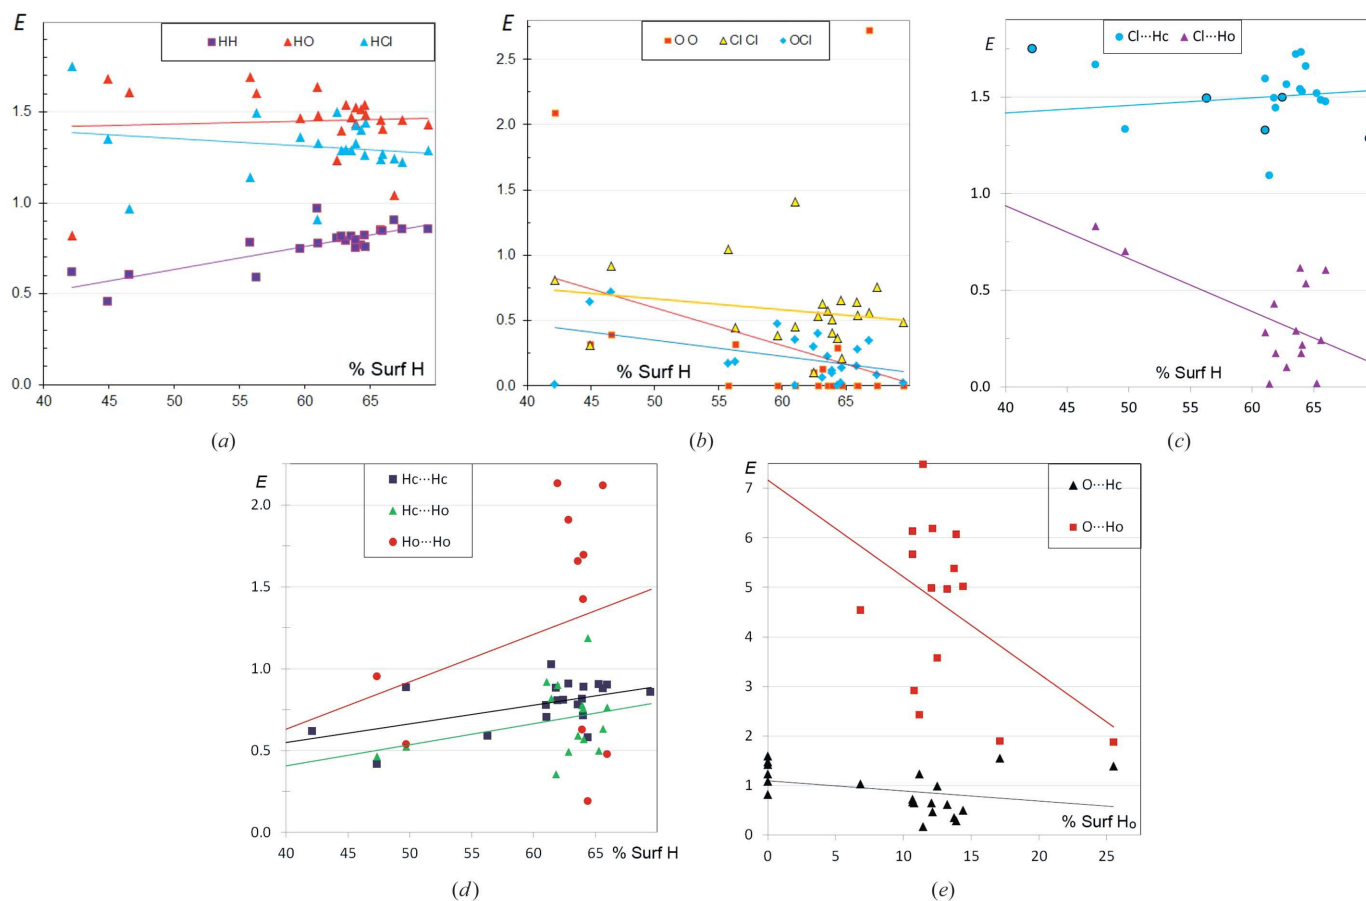 E
HH HO HCl
2.0
1.5
1.0
0.5
0.0
% Surf H
40 45 50 55 60 65
(a)
E
O O Cl Cl OCl
2.5
2.0
1.5
1.0
0.5
0.0
% Surf H
40 45 50 55 60 65
(b)
E
Cl···Hc Cl···Ho
1.5
1.0
0.5
0.0
% Surf H
40 45 50 55 60 65
(c)
E
Hc···Hc
Hc···Ho
Ho···Ho
2.0
1.5
1.0
0.5
0.0
40 45 50 55 60 65 % Surf H
(d)
E
O···Hc
O···Ho
7
6
5
4
3
2
1
0
% Surf Ho
0 5 10 15 20 25
(e)